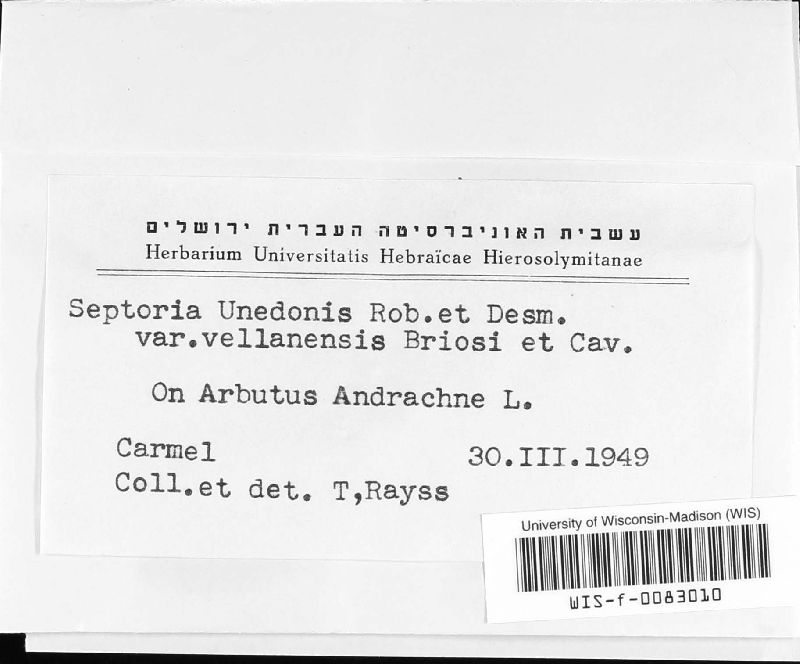 עשבית האוניברסיטה העברית ירושלים
Herbarium Universitatis Hebraïcae Hierosolymitanae
Septoria Unedonis Rob.et Desm.
var.vellanensis Briosi et Cav.
On Arbutus Andrachne L.
Carmel 30.III.1949
Coll.et det. T,Rayss
University of Wisconsin-Madison (WIS)
WIS-f-0083010